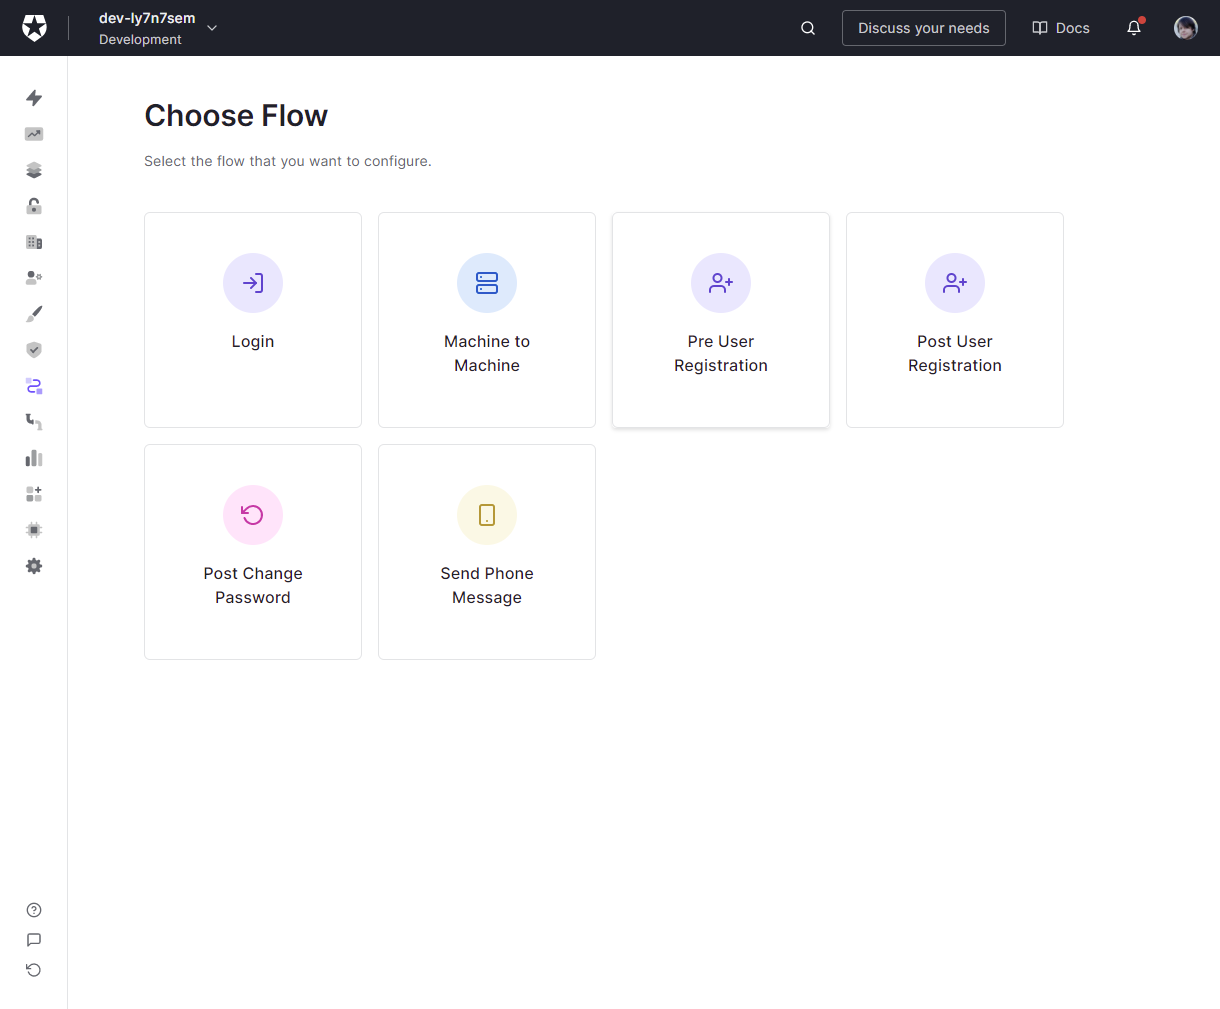 dev-ly7n7sem
Development
Discuss your needs
Docs
Choose Flow
Select the flow that you want to configure.
Login
Machine to
Machine
Pre User
Registration
Post User
Registration
Post Change
Password
Send Phone
Message